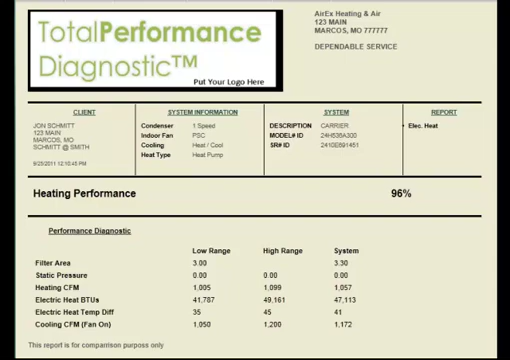 TotalPerformance
Diagnostic™
Put Your Logo Here
AirEx Heating & Air
123 MAIN
MARCOS, MO 777777
DEPENDABLE SERVICE
CLIENT
JON SCHMITT
123 MAIN
MARCOS, MO
SCHMITT @ SMITH
8/23/2011 12:10:45 PM
SYSTEM INFORMATION
Condenser 1 Speed
Indoor Fan PSC
Cooling Heat / Cool
Heat Type Heat Pump
SYSTEM
DESCRIPTION CARRIER
MODEL# ID 24H536A300
SR# ID 2410E891451
REPORT
Elec. Heat
Heating Performance 96%
Performance Diagnostic
Low Range High Range System
Filter Area 3.00 3.30
Static Pressure 0.00 0.00 0.00
Heating CFM 1,005 1,099 1,057
Electric Heat BTUs 41,787 49,161 47,113
Electric Heat Temp Diff 35 45 41
Cooling CFM (Fan On) 1,050 1,200 1,172
This report is for comparison purposs only